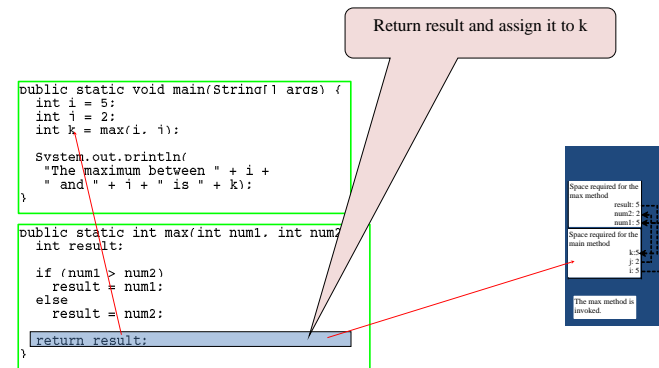 Return result and assign it to k
public static void main(String[] args) {
int i = 5;
int j = 2;
int k = max(i, j);
System.out.println(
"The maximum between " + i +
" and " + j + " is " + k);
}
public static int max(int num1, int num2
int result;
if (num1 > num2)
result = num1;
else
result = num2;
return result;
}
Space required for the
max method
result: 5
num2: 2
num1: 5
Space required for the
main method
k:5
j: 2
i: 5
The max method is
invoked.